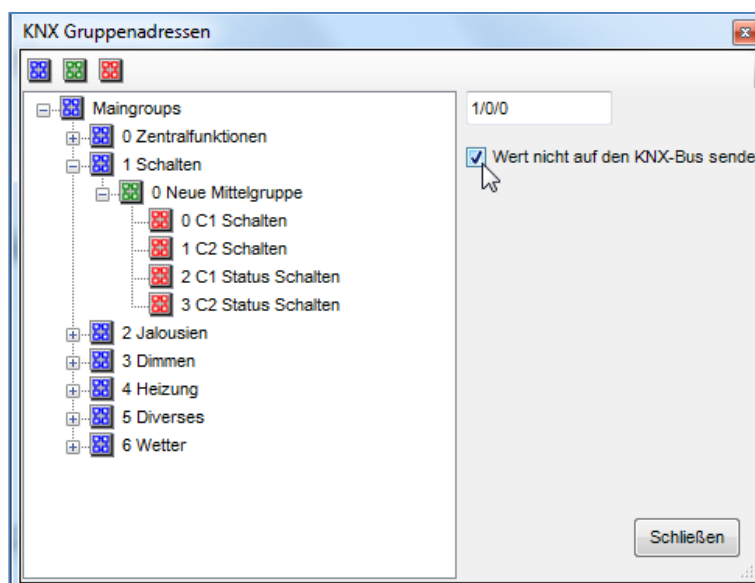 KNX Gruppenadressen
Maingroups
0 Zentralfunktionen
1 Schalten
0 Neue Mittelgruppe
0 C1 Schalten
1 C2 Schalten
2 C1 Status Schalten
3 C2 Status Schalten
2 Jalousien
3 Dimmen
4 Heizung
5 Diverses
6 Wetter
1/0/0
Wert nicht auf den KNX-Bus sende
Schließen